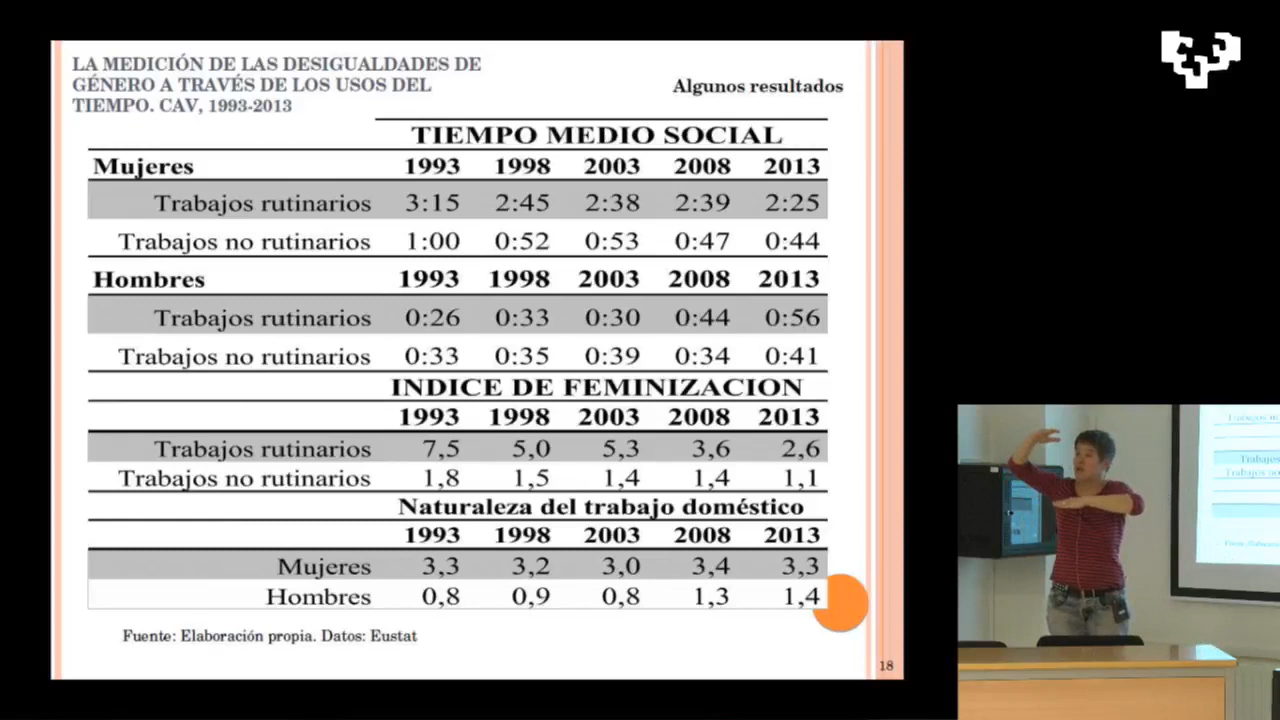 LA MEDICIÓN DE LAS DESIGUALDADES DE
GÉNERO A TRAVÉS DE LOS USOS DEL
TIEMPO. CAV, 1993-2013
Algunos resultados
TIEMPO MEDIO SOCIAL
Mujeres 1993 1998 2003 2008 2013
Trabajos rutinarios 3:15 2:45 2:38 2:39 2:25
Trabajos no rutinarios 1:00 0:52 0:53 0:47 0:44
Hombres 1993 1998 2003 2008 2013
Trabajos rutinarios 0:26 0:33 0:30 0:44 0:56
Trabajos no rutinarios 0:33 0:35 0:39 0:34 0:41
INDICE DE FEMINIZACION
1993 1998 2003 2008 2013
Trabajos rutinarios 7,5 5,0 5,3 3,6 2,6
Trabajos no rutinarios 1,8 1,5 1,4 1,4 1,1
Naturaleza del trabajo doméstico
1993 1998 2003 2008 2013
Mujeres 3,3 3,2 3,0 3,4 3,3
Hombres 0,8 0,9 0,8 1,3 1,4
Fuente: Elaboración propia. Datos: Eustat
18
Trabajos